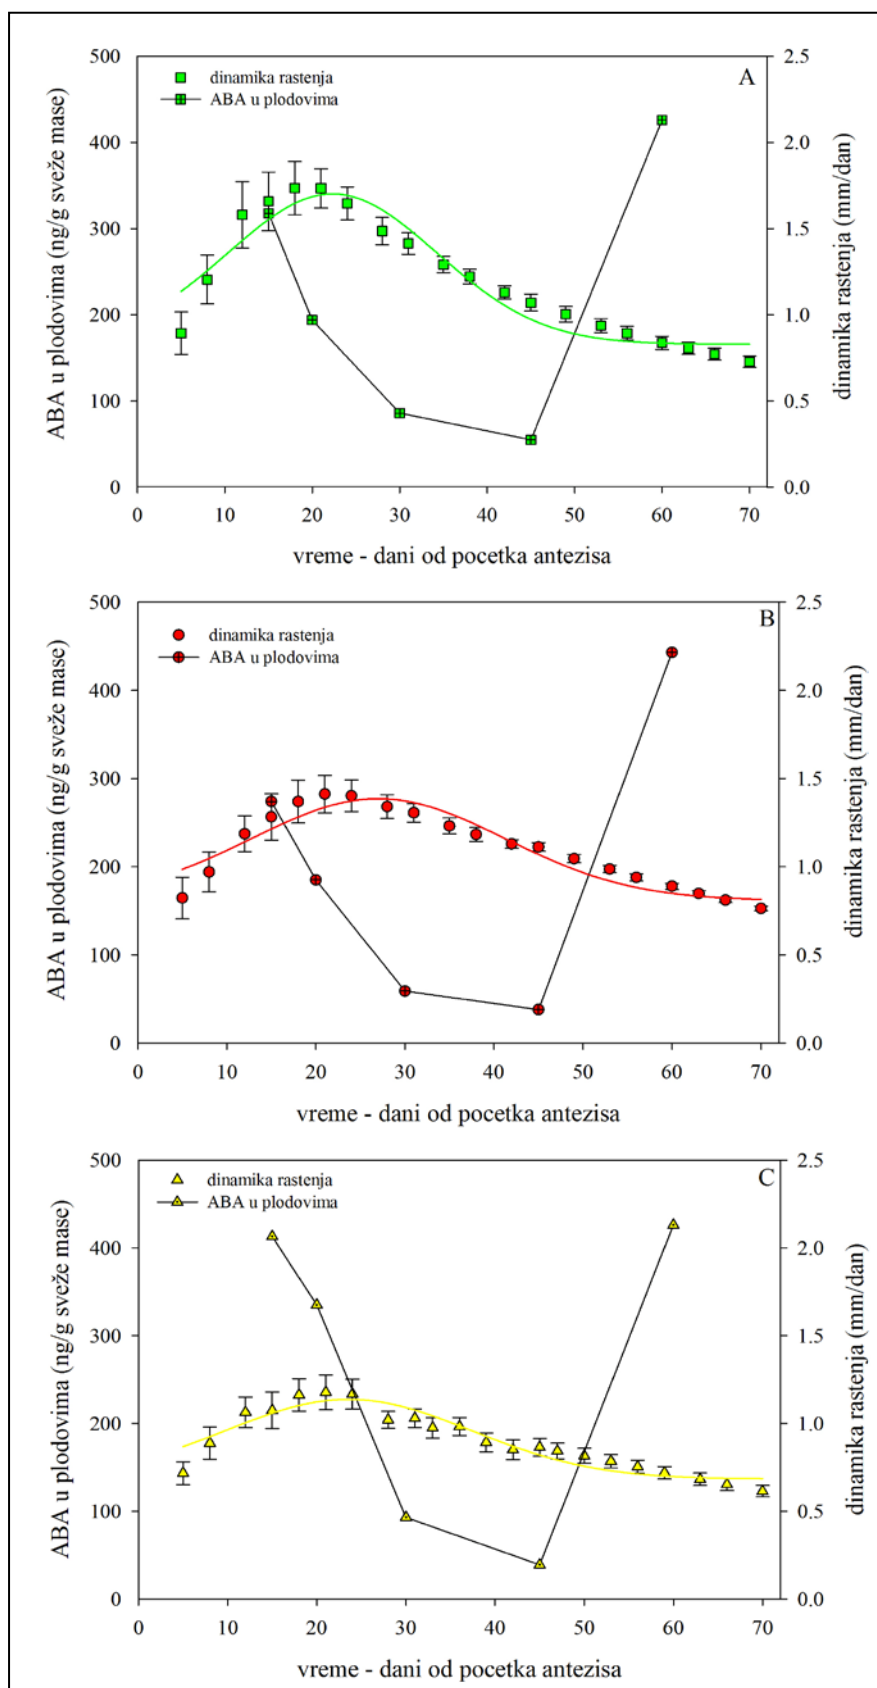 A
dinamika rastenja
ABA u plodovima
ABA u plodovima (ng/g sveže mase)
500
400
300
200
100
0
2.5
2.0
1.5
1.0
0.5
0.0
dinamika rastenja (mm/dan)
0 10 20 30 40 50 60 70
vreme - dani od pocetka antezisa
B
dinamika rastenja
ABA u plodovima
ABA u plodovima (ng/g sveže mase)
500
400
300
200
100
0
2.5
2.0
1.5
1.0
0.5
0.0
dinamika rastenja (mm/dan)
0 10 20 30 40 50 60 70
vreme - dani od pocetka antezisa
C
dinamika rastenja
ABA u plodovima
ABA u plodovima (ng/g sveže mase)
500
400
300
200
100
0
2.5
2.0
1.5
1.0
0.5
0.0
dinamika rastenja (mm/dan)
0 10 20 30 40 50 60 70
vreme - dani od pocetka antezisa